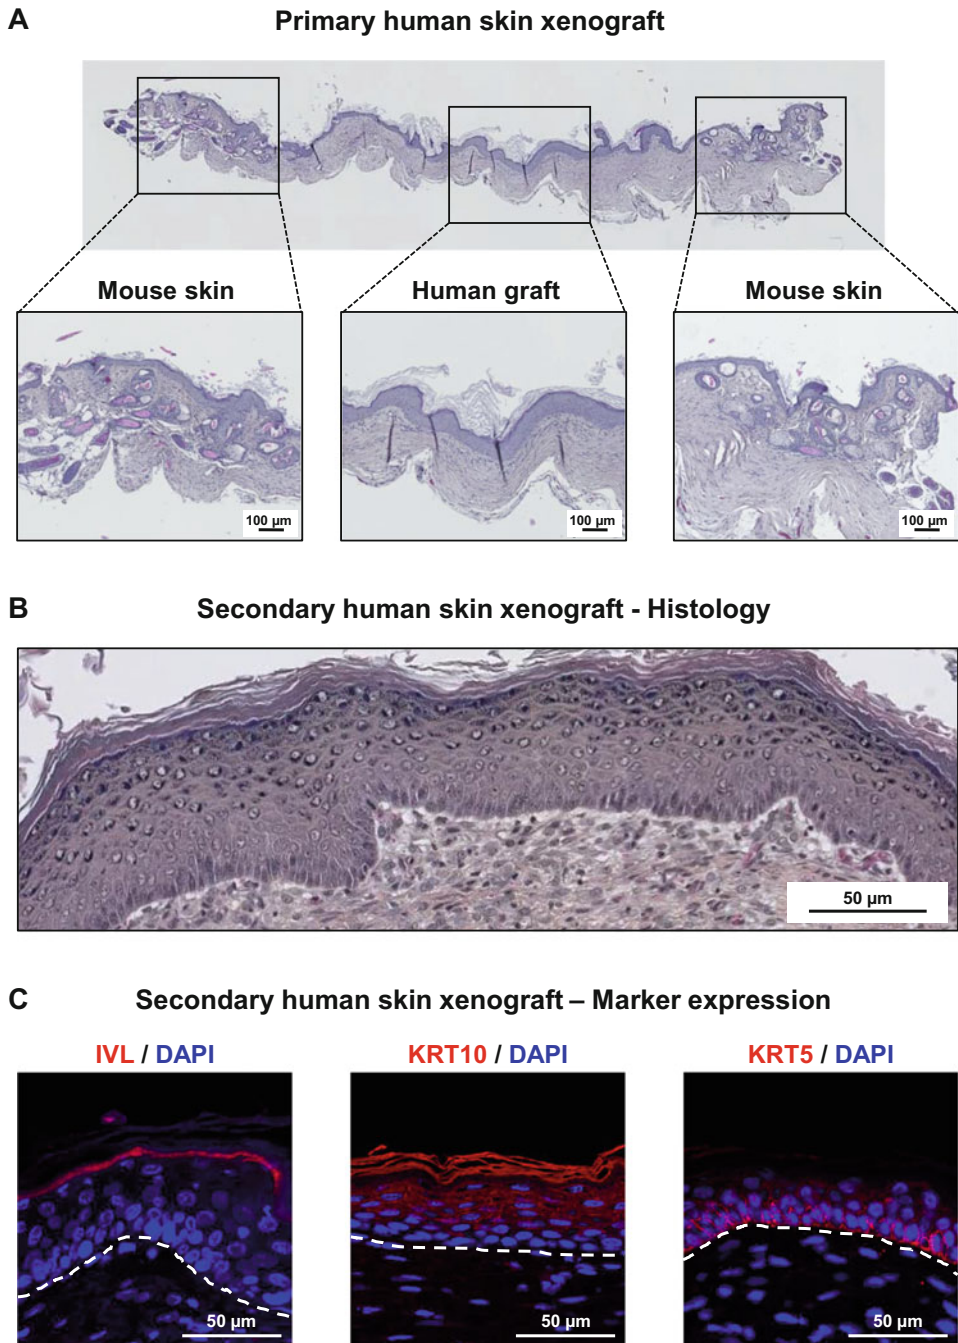 A
Primary human skin xenograft
Mouse skin
Human graft
Mouse skin
100 µm
100 µm
100 µm
B
Secondary human skin xenograft - Histology
50 µm
C
Secondary human skin xenograft – Marker expression
IVL / DAPI
KRT10 / DAPI
KRT5 / DAPI
50 µm
50 µm
50 µm